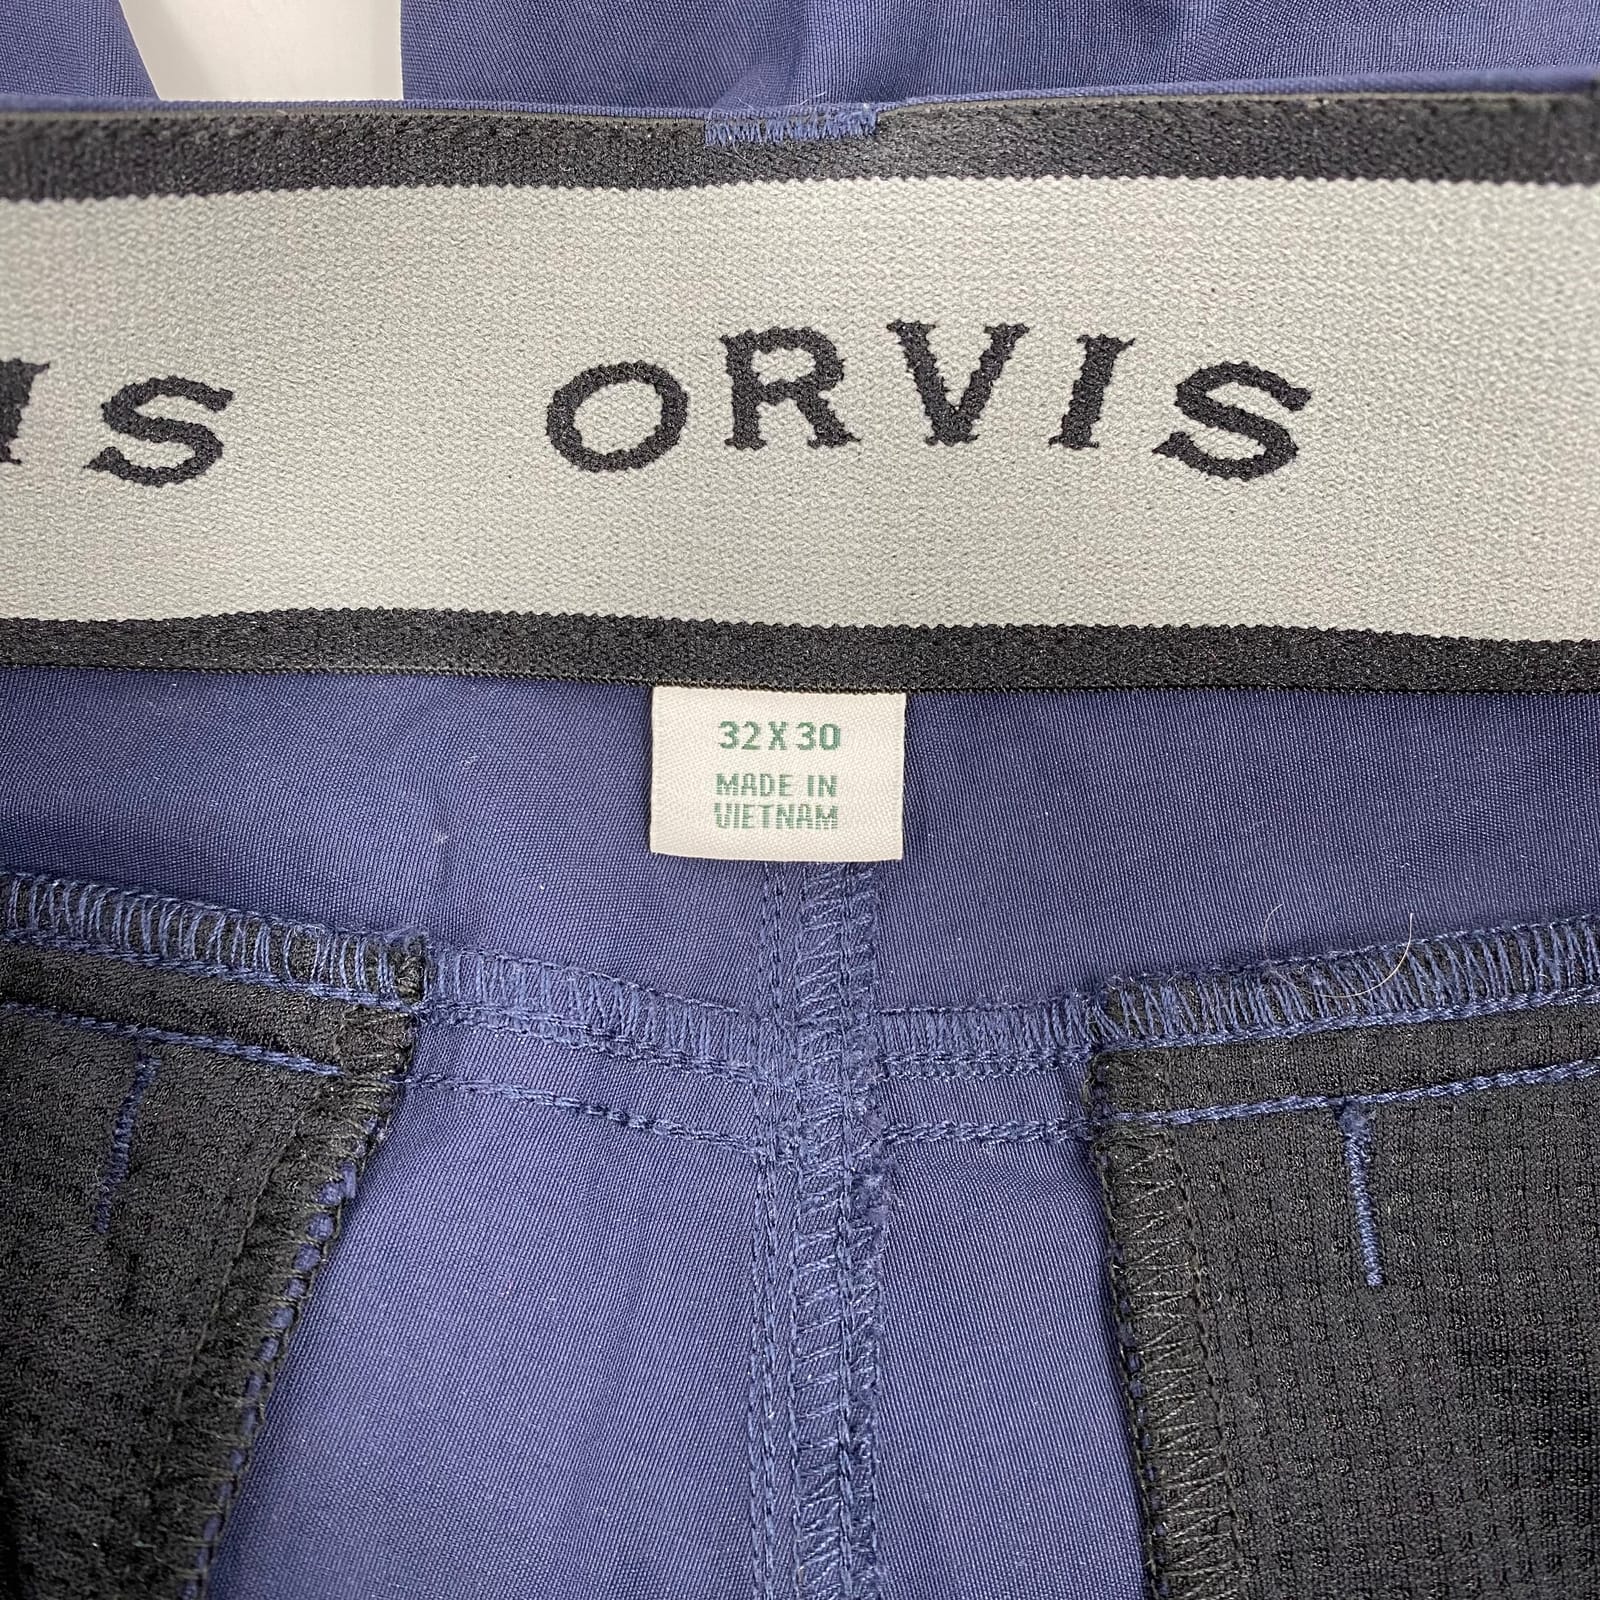 IS ORVIS
32 X 30
MADE IN
VIETNAM